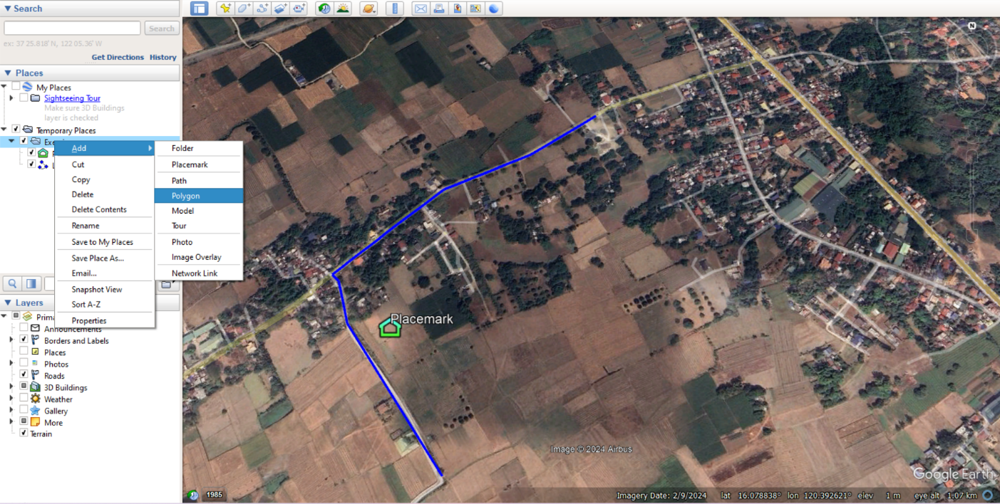 Search
Search
ex: 37 25.818' N, 122 05.36' W
Get Directions History
Places
My Places
Sightseeing Tour
Make sure 3D Buildings
layer is checked
Temporary Places
Add
Cut
Copy
Delete
Delete Contents
Rename
Save to My Places
Save Place As...
Email...
Snapshot View
Sort A-Z
Properties
Folder
Placemark
Path
Polygon
Model
Tour
Photo
Image Overlay
Network Link
Layers
Announcements
Borders and Labels
Places
Photos
Roads
3D Buildings
Weather
Gallery
More
Terrain
N
Placemark
Image © 2024 Airbus
Google Earth
1985
Imagery Date: 2/9/2024 lat 16.078838° lon 120.392621° elev 1 m eye alt 1.07 km